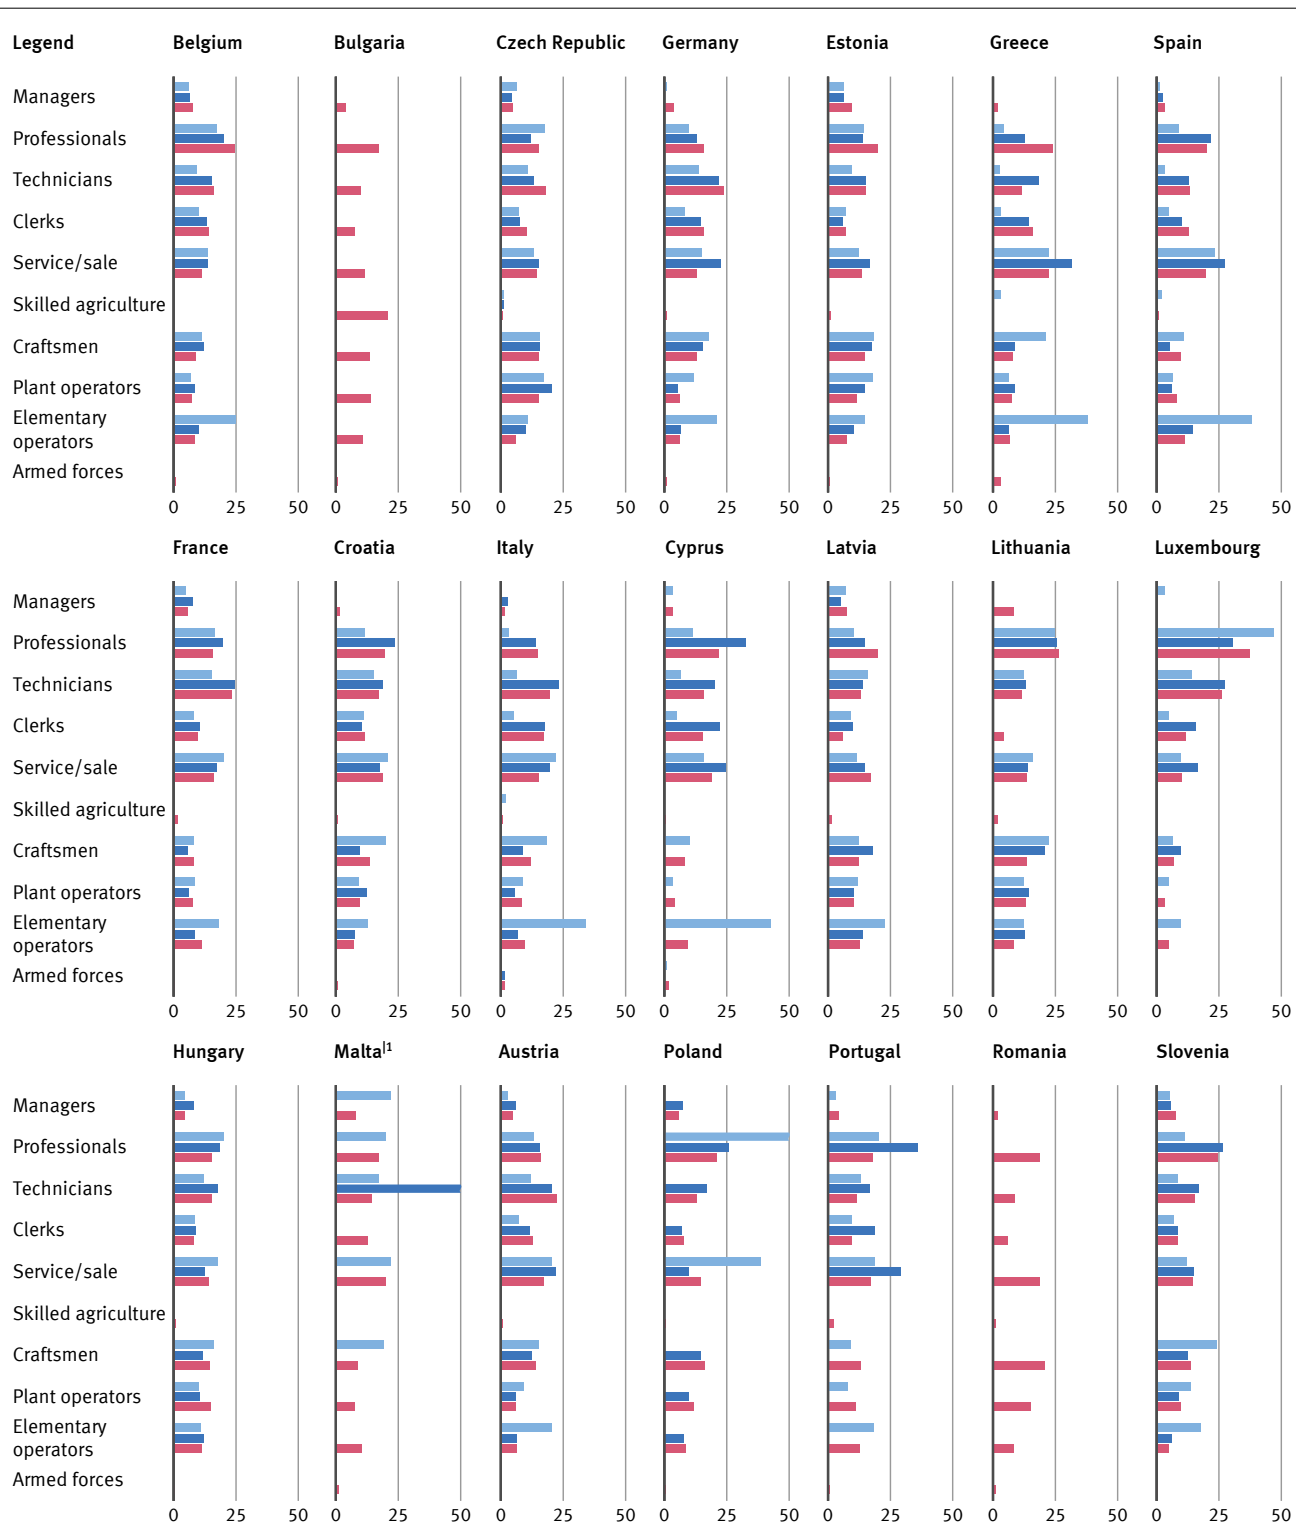 Legend Belgium Bulgaria Czech Republic Germany Estonia Greece Spain
Managers
Professionals
Technicians
Clerks
Service/sale
Skilled agriculture
Craftsmen
Plant operators
Elementary
operators
Armed forces
0 25 50 0 25 50 0 25 50 0 25 50 0 25 50 0 25 50 0 25 50
France Croatia Italy Cyprus Latvia Lithuania Luxembourg
Managers
Professionals
Technicians
Clerks
Service/sale
Skilled agriculture
Craftsmen
Plant operators
Elementary
operators
Armed forces
0 25 50 0 25 50 0 25 50 0 25 50 0 25 50 0 25 50 0 25 50
Hungary Malta|1 Austria Poland Portugal Romania Slovenia
Managers
Professionals
Technicians
Clerks
Service/sale
Skilled agriculture
Craftsmen
Plant operators
Elementary
operators
Armed forces
0 25 50 0 25 50 0 25 50 0 25 50 0 25 50 0 25 50 0 25 50